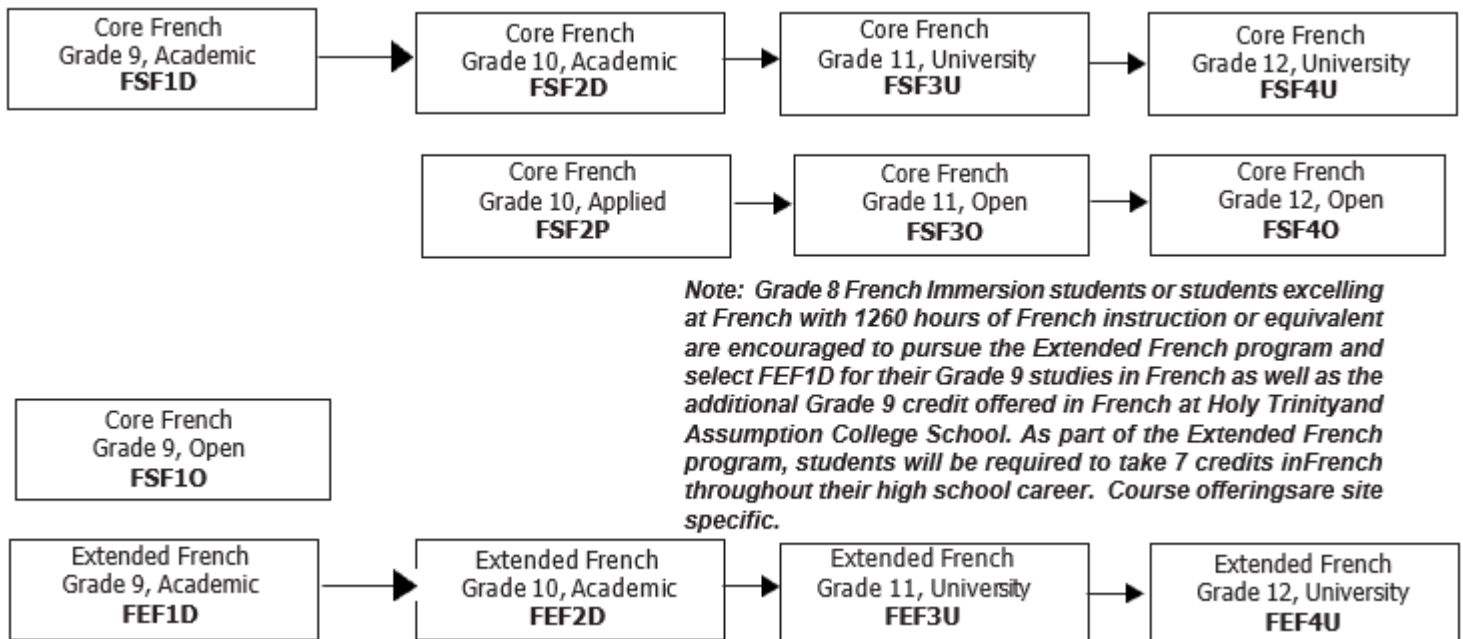 Core French
Grade 9, Academic
FSF1D
Core French
Grade 10, Academic
FSF2D
Core French
Grade 11, University
FSF3U
Core French
Grade 12, University
FSF4U
Core French
Grade 10, Applied
FSF2P
Core French
Grade 11, Open
FSF3O
Core French
Grade 12, Open
FSF4O
Note: Grade 8 French Immersion students or students excelling
at French with 1260 hours of French instruction or equivalent
are encouraged to pursue the Extended French program and
select FEF1D for their Grade 9 studies in French as well as the
additional Grade 9 credit offered in French at Holy Trinityand
Assumption College School. As part of the Extended French
program, students will be required to take 7 credits inFrench
throughout their high school career. Course offeringsare site
specific.
Core French
Grade 9, Open
FSF1O
Extended French
Grade 9, Academic
FEF1D
Extended French
Grade 10, Academic
FEF2D
Extended French
Grade 11, University
FEF3U
Extended French
Grade 12, University
FEF4U